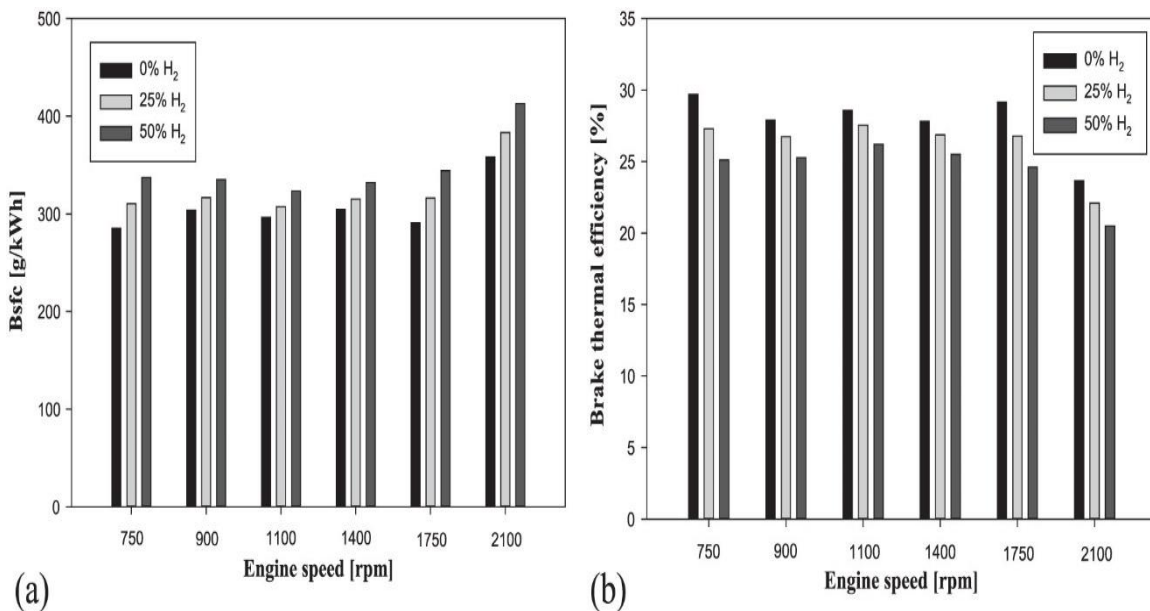 500
400
300
200
100
0
Bsfc [g/kWh]
0% H₂
25% H₂
50% H₂
750 900 1100 1400 1750 2100
Engine speed [rpm]
(a)
35
30
25
20
15
10
5
0
Brake thermal efficiency [%]
0% H₂
25% H₂
50% H₂
750 900 1100 1400 1750 2100
Engine speed [rpm]
(b)